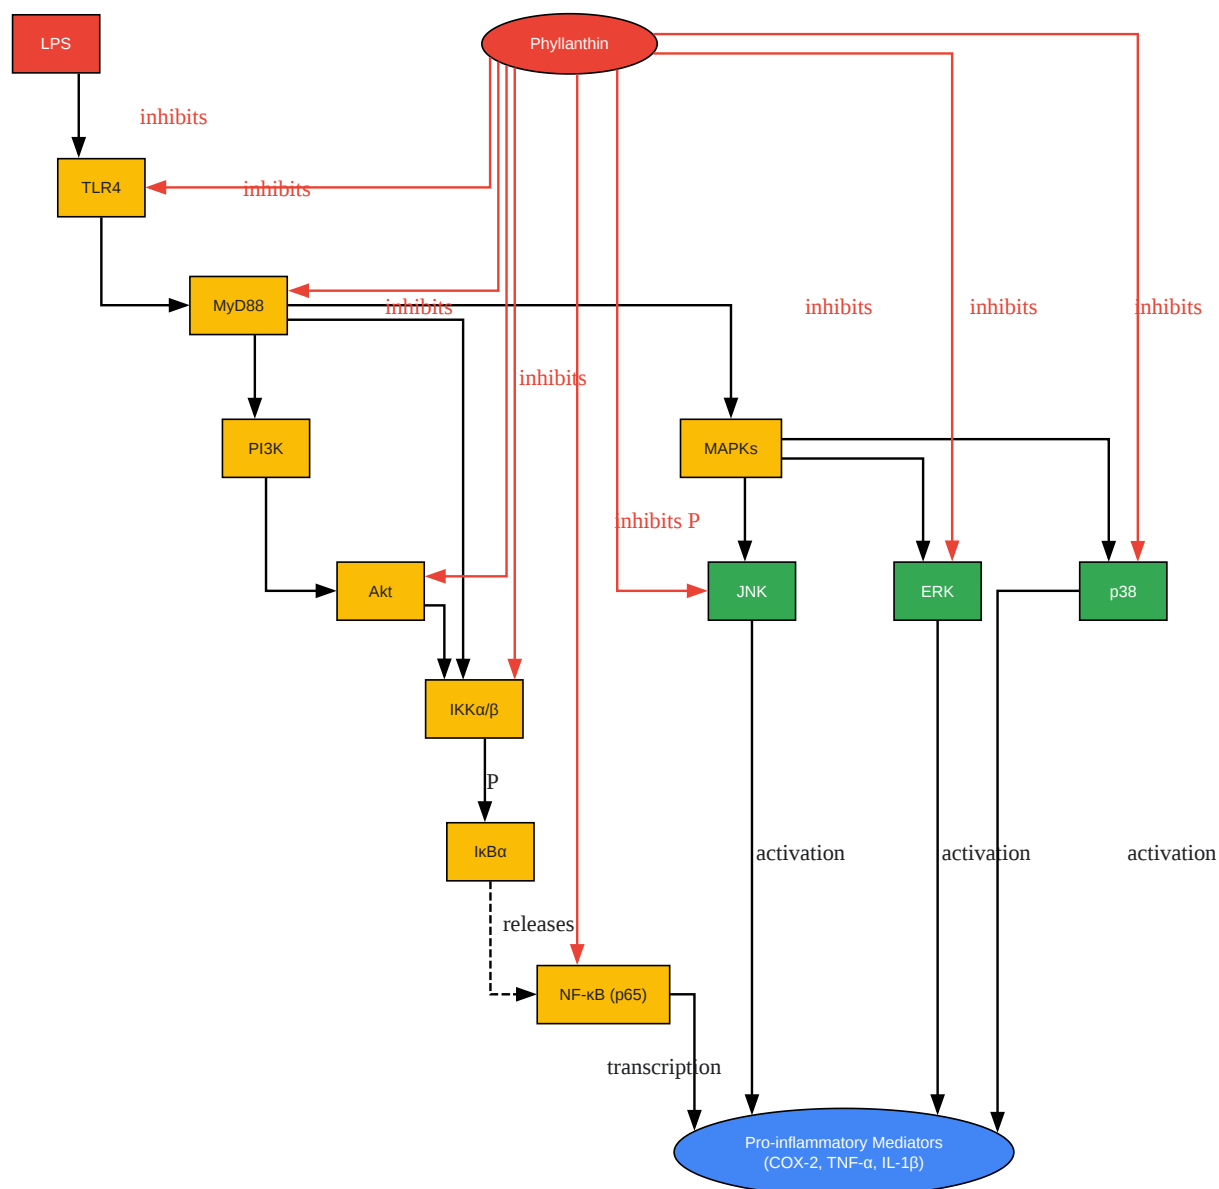 LPS
Phyllanthin
inhibits
TLR4
inhibits
MyD88
inhibits
inhibits
inhibits
inhibits
inhibits
PI3K
MAPKs
inhibits P
Akt
JNK
ERK
p38
IKKα/β
P
IκBα
activation
activation
activation
releases
NF-κB (p65)
transcription
Pro-inflammatory Mediators
(COX-2, TNF-α, IL-1β)